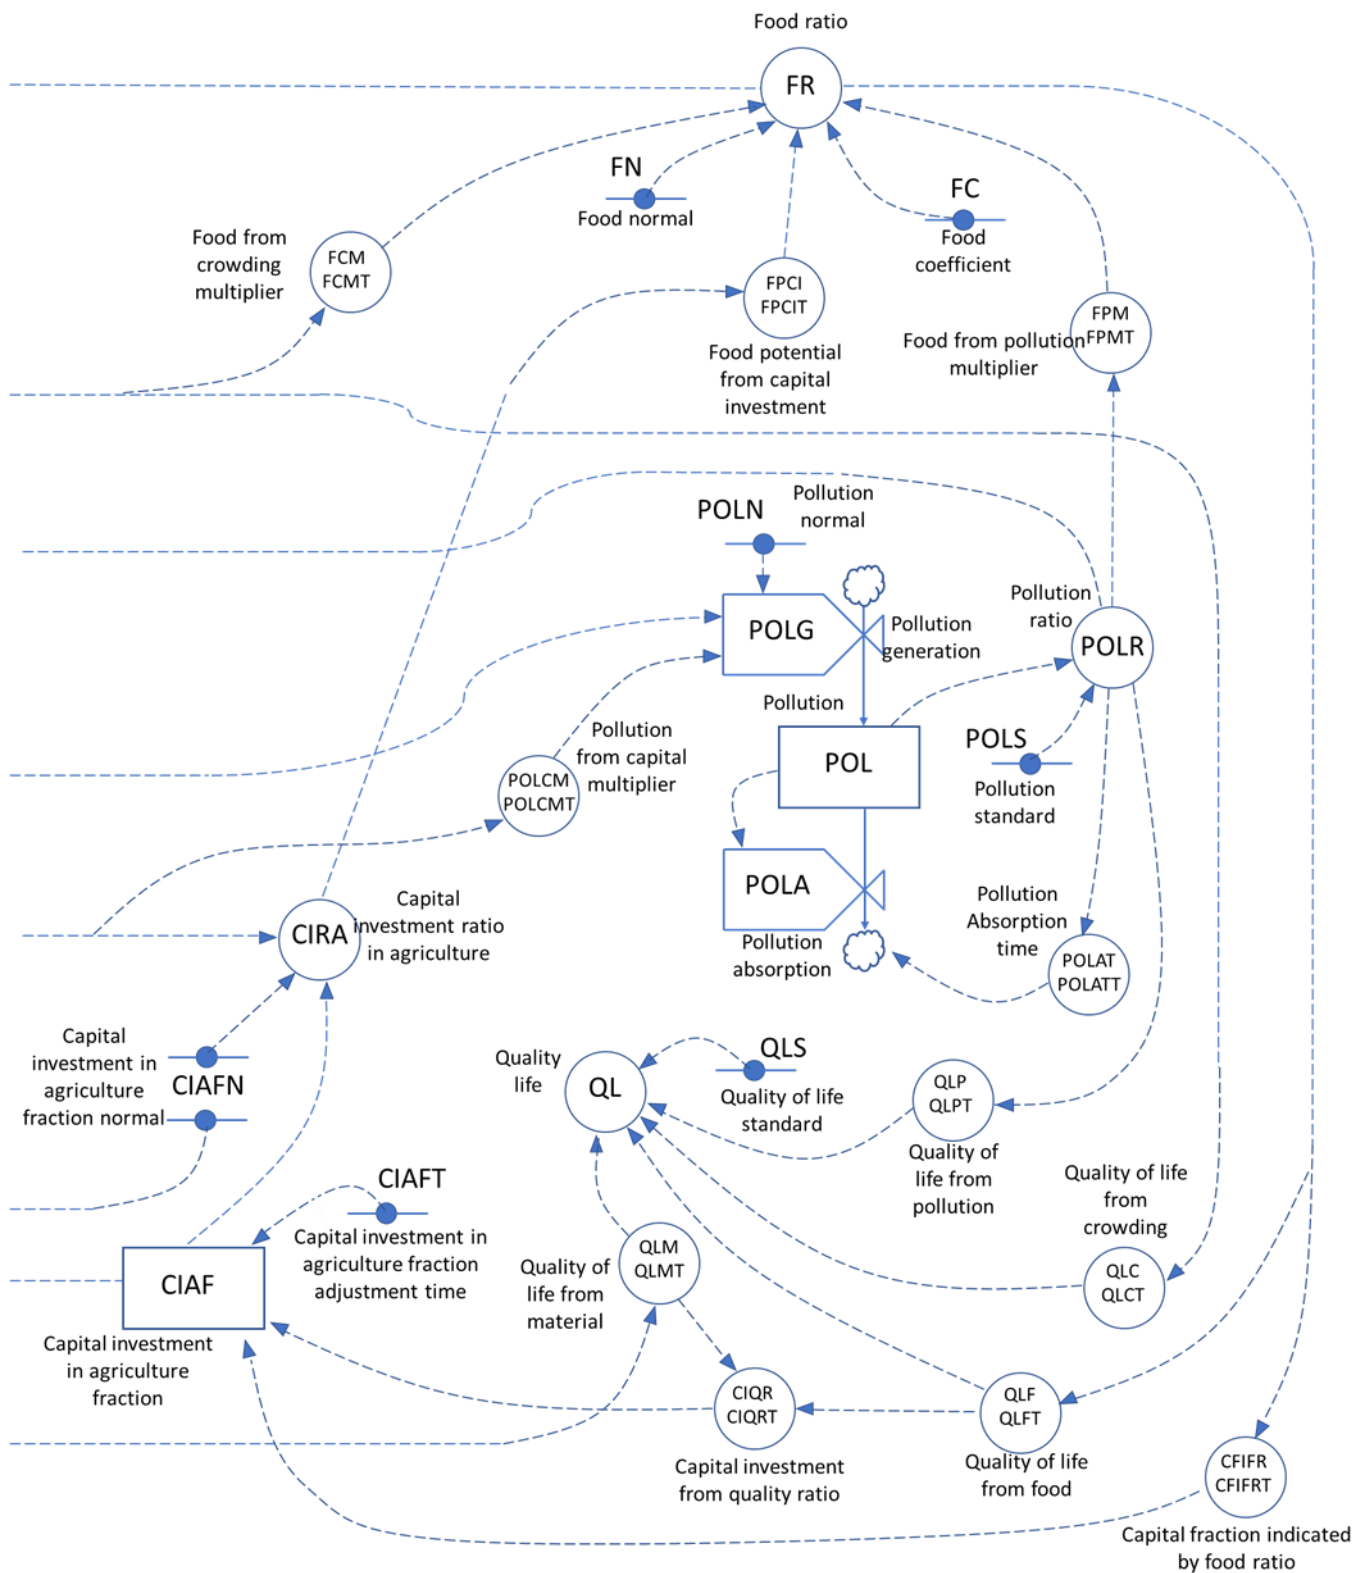 Food ratio
FR
FN
Food normal
FC
Food
coefficient
Food from
crowding
multiplier
FCM
FCMT
FPCI
FPCIT
Food potential
from capital
investment
FPM
FPMT
Food from pollution
multiplier
POLN
Pollution
normal
POLG
Pollution
generation
Pollution
ratio
POLR
Pollution
POL
POLS
Pollution
standard
Pollution
from capital
multiplier
POLCM
POLCMT
POLA
Pollution
absorption
Pollution
Absorption
time
POLAT
POLATT
Capital
investment ratio
in agriculture
CIRA
Capital
investment in
agriculture
fraction normal
CIAFN
Quality
life
QL
QLS
Quality of life
standard
QLP
QLPT
Quality of
life from
pollution
Quality of life
from
crowding
QLC
QLCT
CIAFT
Capital investment in
agriculture fraction
adjustment time
CIAF
Capital investment
in agriculture
fraction
Quality of
life from
material
QLM
QLMT
CIQR
CIQRT
Capital investment
from quality ratio
QLF
QLFT
Quality of life
from food
CFIFR
CFIFRT
Capital fraction indicated
by food ratio